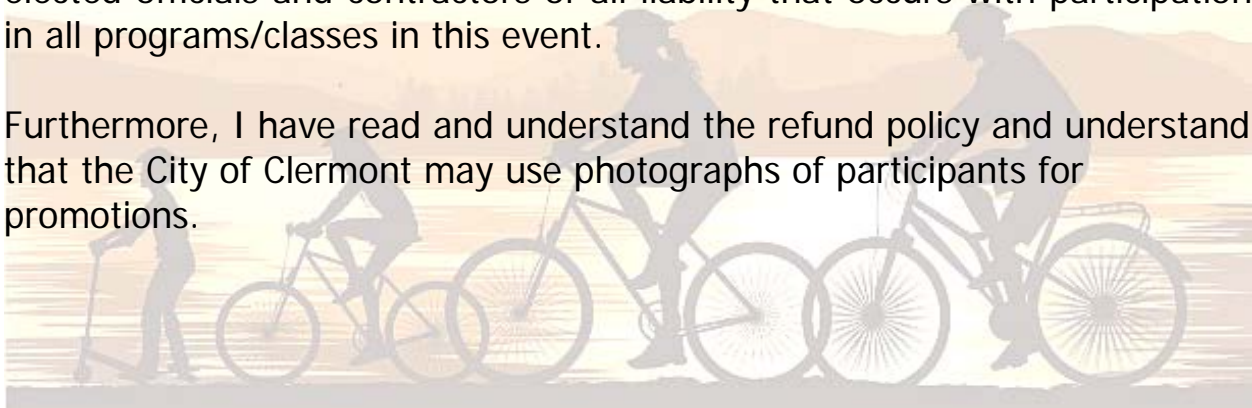 elected officials and contractors of all liability that occurs with participation
in all programs/classes in this event.
Furthermore, I have read and understand the refund policy and understand
that the City of Clermont may use photographs of participants for
promotions.